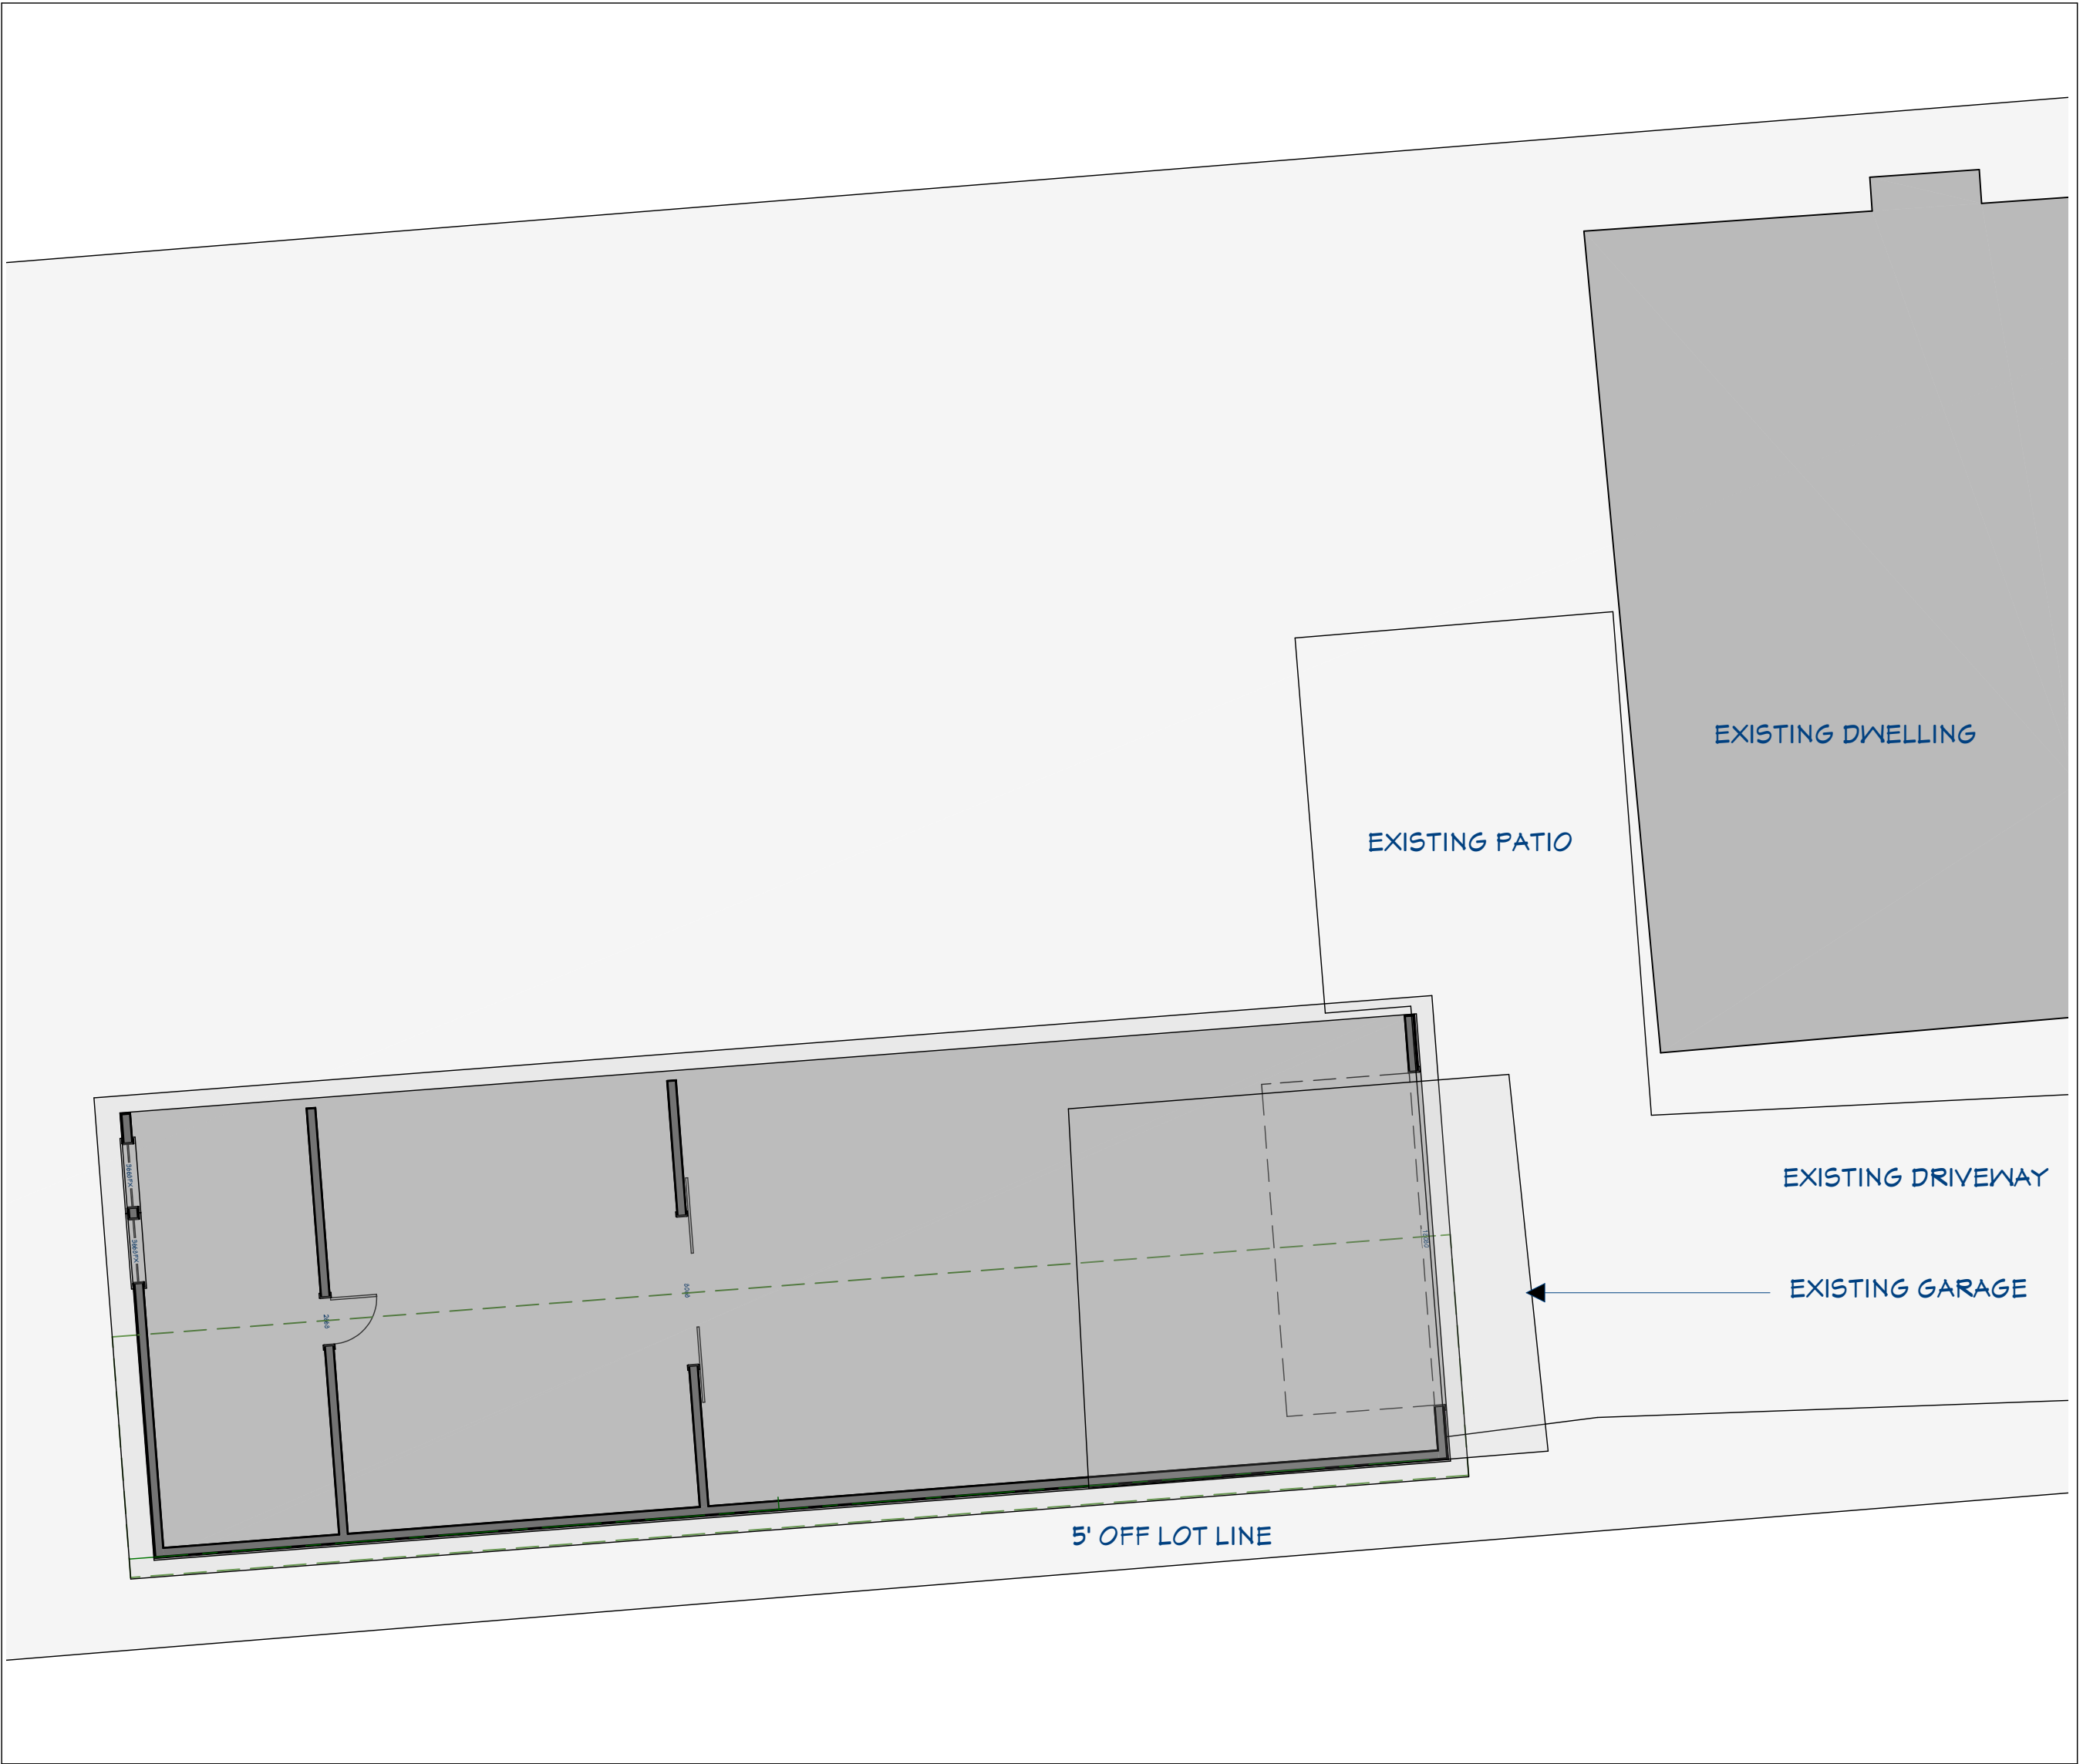 EXISTING DWELLING
EXISTING PATIO
EXISTING DRIVEWAY
EXISTING GARAGE
5' OFF LOT LINE